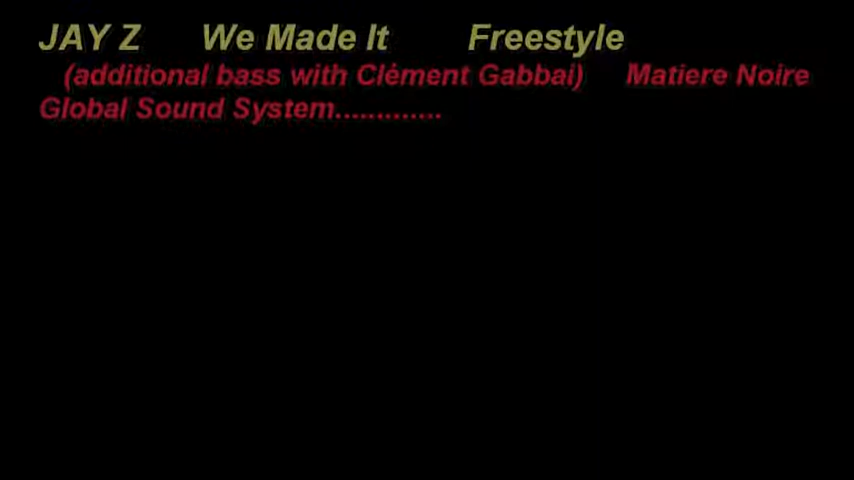 JAY Z We Made It Freestyle
(additional bass with Clément Gabbai) Matiere Noire
Global Sound System.............